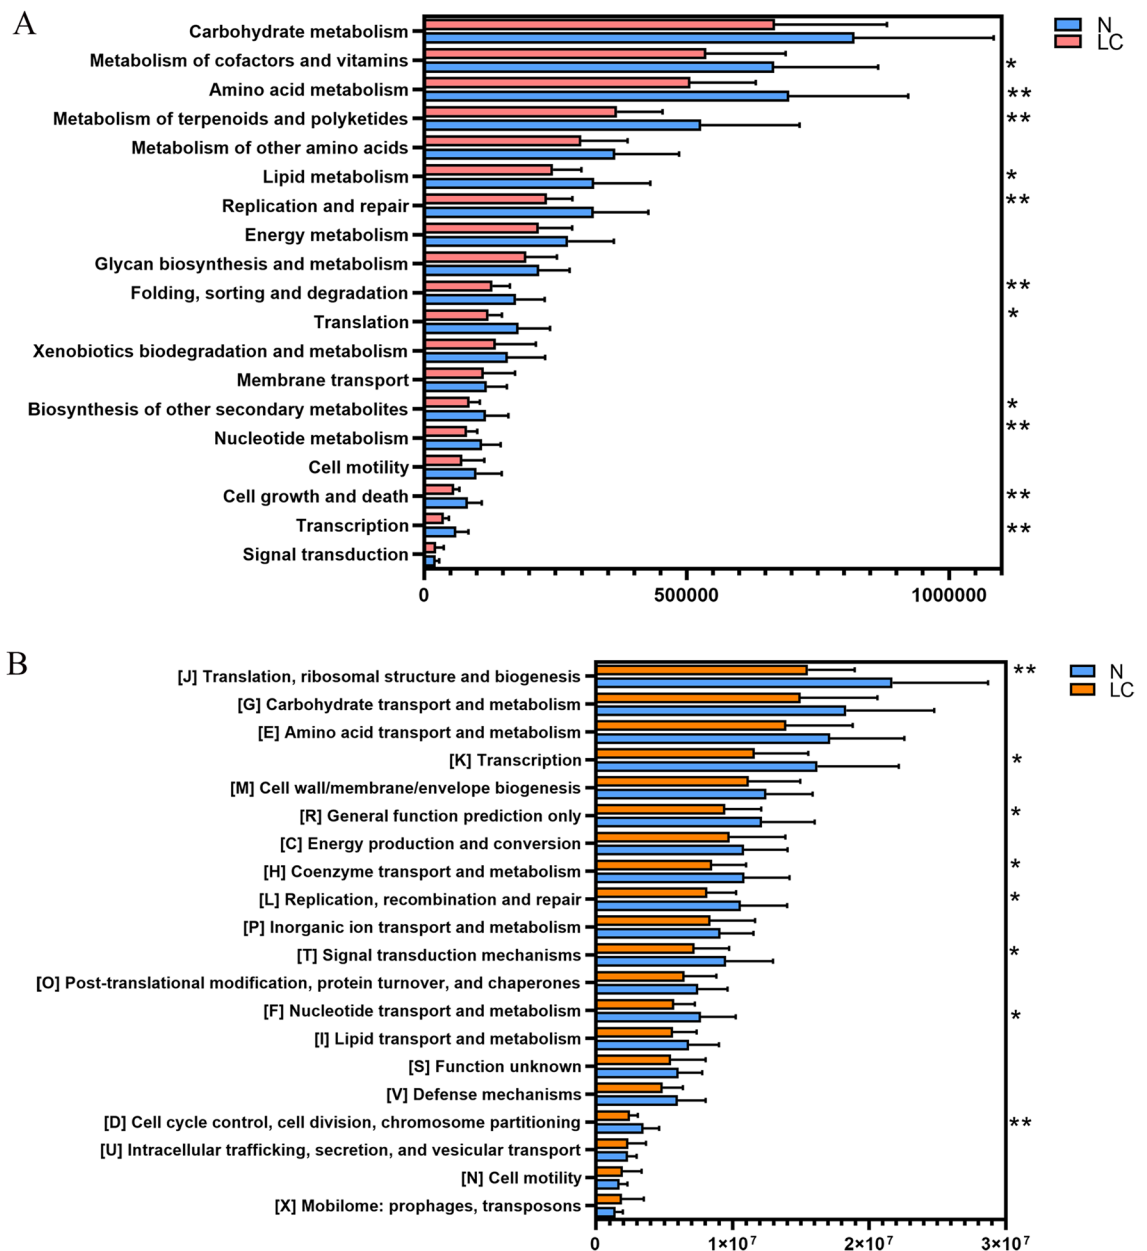 A
N
LC
Carbohydrate metabolism
Metabolism of cofactors and vitamins
*
Amino acid metabolism
**
Metabolism of terpenoids and polyketides
**
Metabolism of other amino acids
Lipid metabolism
*
Replication and repair
**
Energy metabolism
Glycan biosynthesis and metabolism
Folding, sorting and degradation
**
Translation
*
Xenobiotics biodegradation and metabolism
Membrane transport
Biosynthesis of other secondary metabolites
*
Nucleotide metabolism
**
Cell motility
Cell growth and death
**
Transcription
**
Signal transduction
0 500000 1000000
B
N
LC
[J] Translation, ribosomal structure and biogenesis
**
[G] Carbohydrate transport and metabolism
[E] Amino acid transport and metabolism
[K] Transcription
*
[M] Cell wall/membrane/envelope biogenesis
[R] General function prediction only
*
[C] Energy production and conversion
[H] Coenzyme transport and metabolism
*
[L] Replication, recombination and repair
*
[P] Inorganic ion transport and metabolism
[T] Signal transduction mechanisms
*
[O] Post-translational modification, protein turnover, and chaperones
[F] Nucleotide transport and metabolism
*
[I] Lipid transport and metabolism
[S] Function unknown
[V] Defense mechanisms
[D] Cell cycle control, cell division, chromosome partitioning
**
[U] Intracellular trafficking, secretion, and vesicular transport
[N] Cell motility
[X] Mobilome: prophages, transposons
0 1×10⁷ 2×10⁷ 3×10⁷